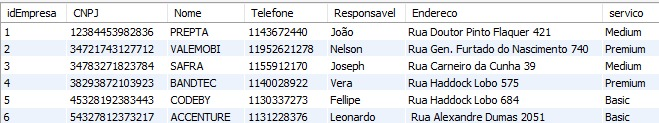 idEmpresa CNPJ Nome Telefone Responsavel Endereco servico
1 12384453982836 PREPTA 1143672440 João Rua Doutor Pinto Flaquer 421 Medium
2 34721743127712 VALEMOBI 11952621278 Nelson Rua Gen. Furtado do Nascimento 740 Premium
3 34783271823784 SAFRA 1155912170 Joseph Rua Carneiro da Cunha 39 Medium
4 38293872103923 BANDTEC 1140028922 Vera Rua Haddock Lobo 575 Premium
5 45328192383443 CODEBY 1130337273 Fellipe Rua Haddock Lobo 684 Basic
6 54327812373217 ACCENTURE 1131228376 Leonardo Rua Alexandre Dumas 2051 Basic